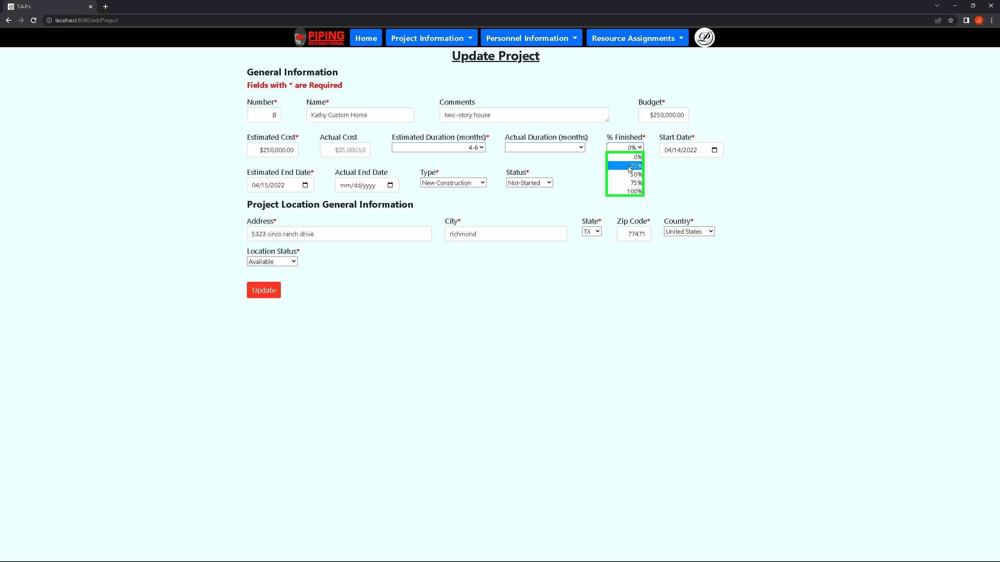 T.A.P.I.
localhost:8080/editProject
JZ
PIPING
INTERNATIONAL
Home
Project Information
Personnel Information
Resource Assignments
Update Project
General Information
Fields with * are Required
Number*
Name*
Comments
Budget*
8
Kathy Custom Home
two -story house
$250,000.00
Estimated Cost*
Actual Cost
Estimated Duration (months)*
Actual Duration (months)
% Finished*
Start Date*
$250,000.00
$35,000.50
4-6
0%
04/14/2022
0%
25%
50%
75%
100%
Estimated End Date*
Actual End Date
Type*
Status*
04/15/2022
mm/dd/yyyy
New Construction
Not-Started
Project Location General Information
Address*
City*
State*
Zip Code*
Country*
5323 cinco ranch drive
richmond
TX
77471
United States
Location Status*
Available
Update